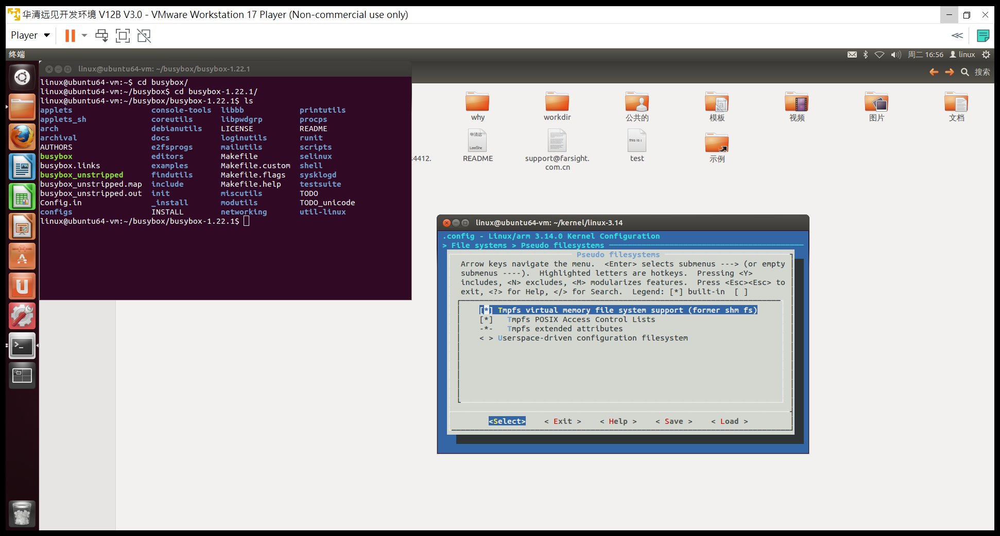 华清远见开发环境 V12B V3.0 - VMware Workstation 17 Player (Non-commercial use only)
Player
终端
周二 16:56 linux
linux@ubuntu64-vm: ~/busybox/busybox-1.22.1
搜索
linux@ubuntu64-vm:~$ cd busybox/
linux@ubuntu64-vm:~/busybox$ cd busybox-1.22.1/
linux@ubuntu64-vm:~/busybox/busybox-1.22.1$ ls
applets console-tools libbb printutils
applets_sh coreutils libpwdgrp procps
arch debianutils LICENSE README
archival docs loginutils runit
AUTHORS e2fsprogs mailutils scripts
busybox editors Makefile selinux
busybox.links examples Makefile.custom shell
busybox_unstripped findutils Makefile.flags sysklogd
busybox_unstripped.map include Makefile.help testsuite
busybox_unstripped.out init miscutils TODO
Config.in _install modutils TODO_unicode
configs INSTALL networking util-linux
linux@ubuntu64-vm:~/busybox/busybox-1.22.1$
why workdir 公共的 模板 视频 图片 文档
华清远
LeeShe
this is a
4412. README support@farsight. test 示例
com.cn
linux@ubuntu64-vm: ~/kernel/linux-3.14
.config - Linux/arm 3.14.0 Kernel Configuration
> File systems > Pseudo filesystems
Pseudo filesystems
Arrow keys navigate the menu. <Enter> selects submenus ---> (or empty
submenus ----). Highlighted letters are hotkeys. Pressing <Y>
includes, <N> excludes, <M> modularizes features. Press <Esc><Esc> to
exit, <?> for Help, </> for Search. Legend: [*] built-in [ ]
[*] Tmpfs virtual memory file system support (former shm fs)
[*] Tmpfs POSIX Access Control Lists
-*- Tmpfs extended attributes
< > Userspace-driven configuration filesystem
<Select> < Exit > < Help > < Save > < Load >